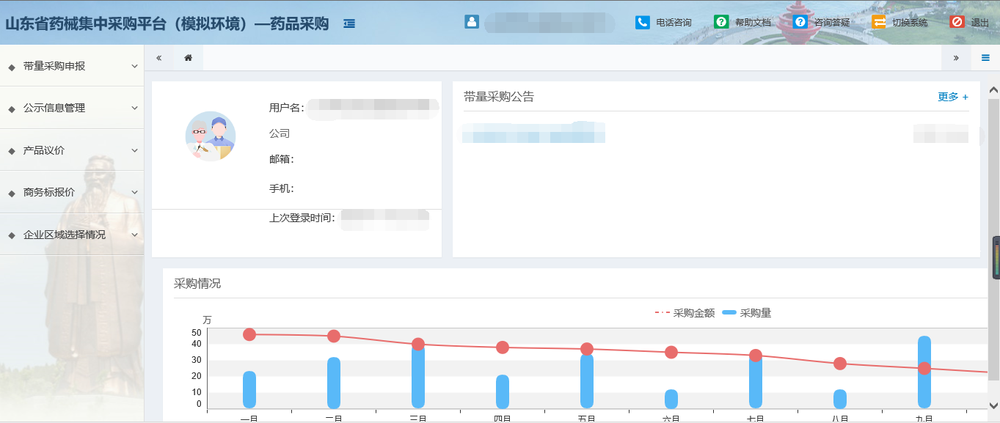 山东省药械集中采购平台（模拟环境）—药品采购
电话咨询
帮助文档
咨询答疑
切换系统
退出
带量采购申报
公示信息管理
产品议价
商务标报价
企业区域选择情况
用户名：
公司
邮箱：
手机：
上次登录时间：
带量采购公告
更多 +
采购情况
采购金额
采购量
万
50
40
30
20
10
0
一月 二月 三月 四月 五月 六月 七月 八月 九月